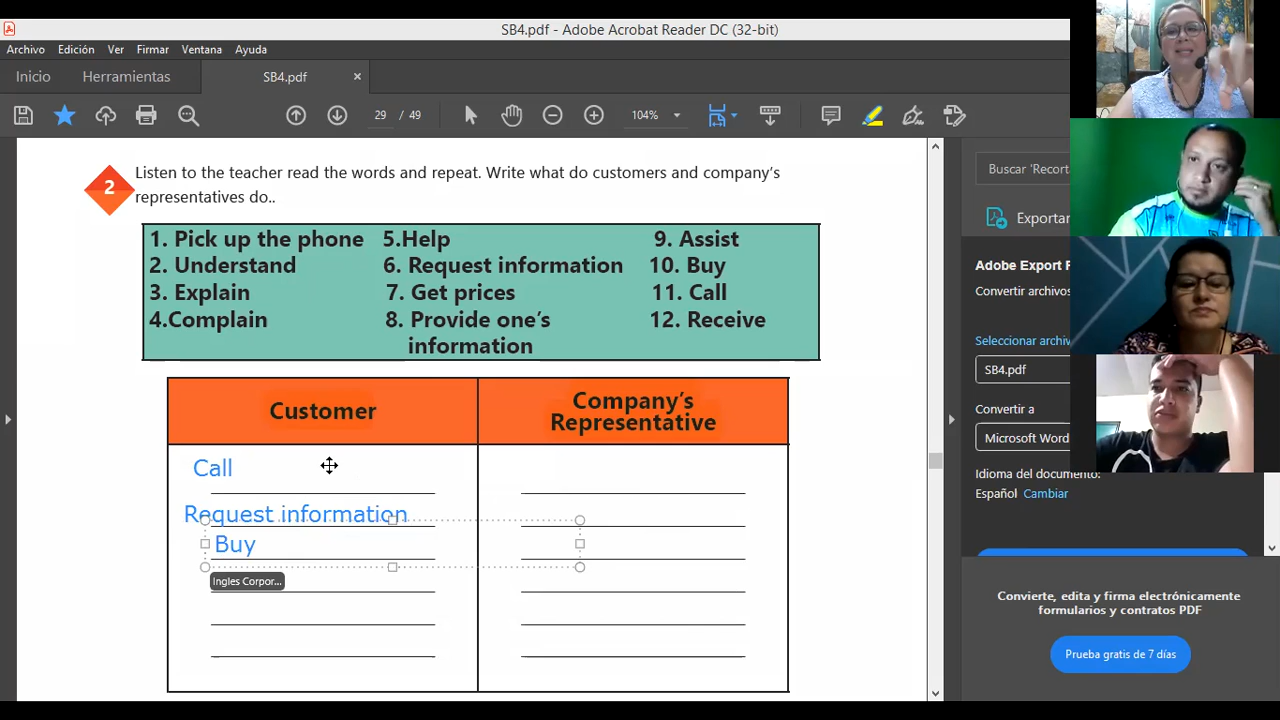 SB4.pdf - Adobe Acrobat Reader DC (32-bit)
Archivo Edición Ver Firmar Ventana Ayuda
Inicio Herramientas SB4.pdf ×
29 / 49 104%
2 Listen to the teacher read the words and repeat. Write what do customers and company's
representatives do..
1. Pick up the phone 5.Help 9. Assist
2. Understand 6. Request information 10. Buy
3. Explain 7. Get prices 11. Call
4.Complain 8. Provide one's 12. Receive
information
Customer
Company's
Representative
Call
Request information
Buy
Ingles Corpor...
Buscar 'Recort
Exportar
Adobe Export P
Convertir archivos
Seleccionar archiv
SB4.pdf
Convertir a
Microsoft Word
Idioma del documento:
Español Cambiar
Convierte, edita y firma electrónicamente
formularios y contratos PDF
Prueba gratis de 7 días